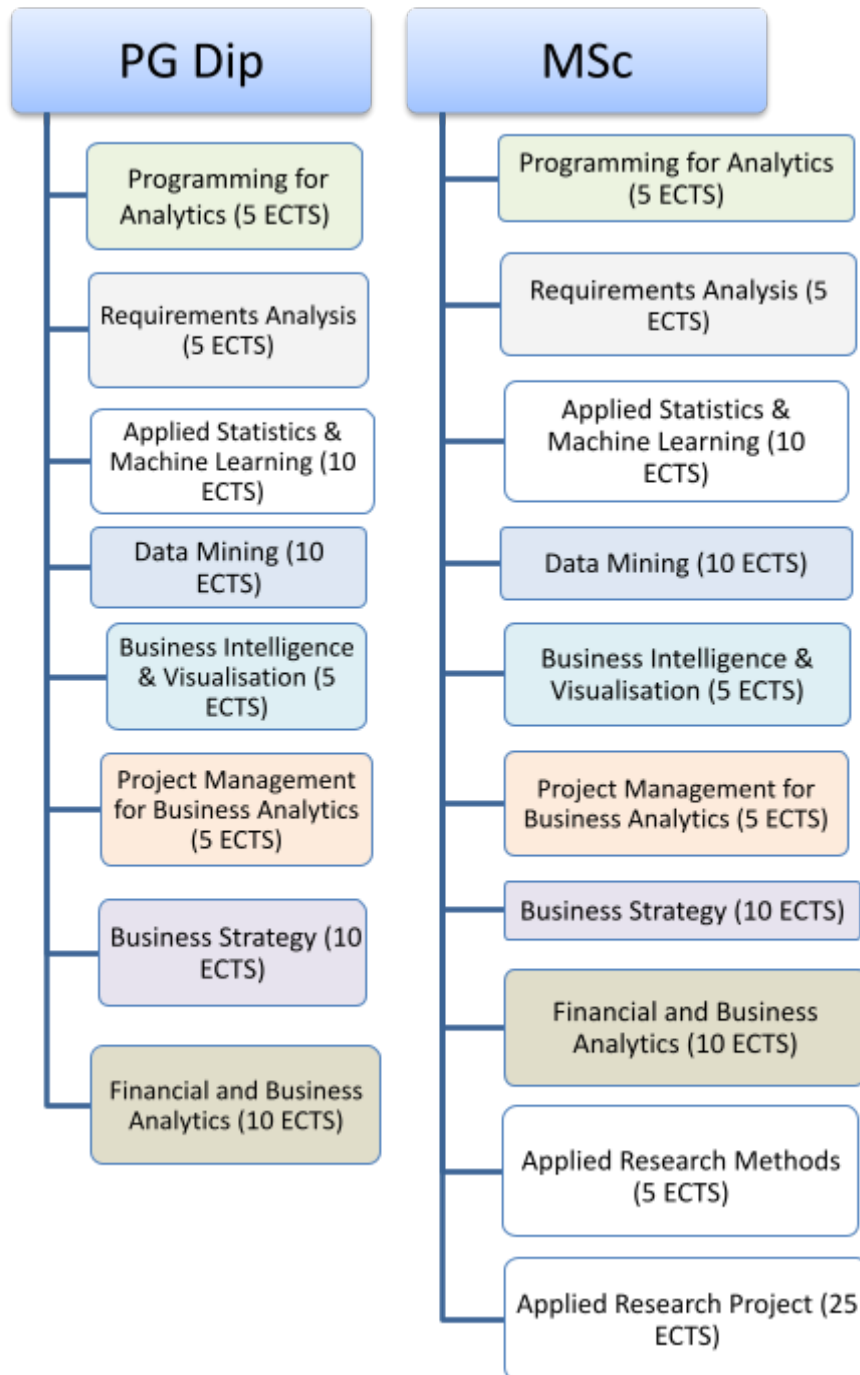 PG Dip
Programming for
Analytics (5 ECTS)
Requirements Analysis
(5 ECTS)
Applied Statistics &
Machine Learning (10
ECTS)
Data Mining (10
ECTS)
Business Intelligence
& Visualisation (5
ECTS)
Project Management
for Business Analytics
(5 ECTS)
Business Strategy (10
ECTS)
Financial and Business
Analytics (10 ECTS)
MSc
Programming for Analytics
(5 ECTS)
Requirements Analysis (5
ECTS)
Applied Statistics &
Machine Learning (10
ECTS)
Data Mining (10 ECTS)
Business Intelligence &
Visualisation (5 ECTS)
Project Management for
Business Analytics (5 ECTS)
Business Strategy (10 ECTS)
Financial and Business
Analytics (10 ECTS)
Applied Research Methods
(5 ECTS)
Applied Research Project (25
ECTS)